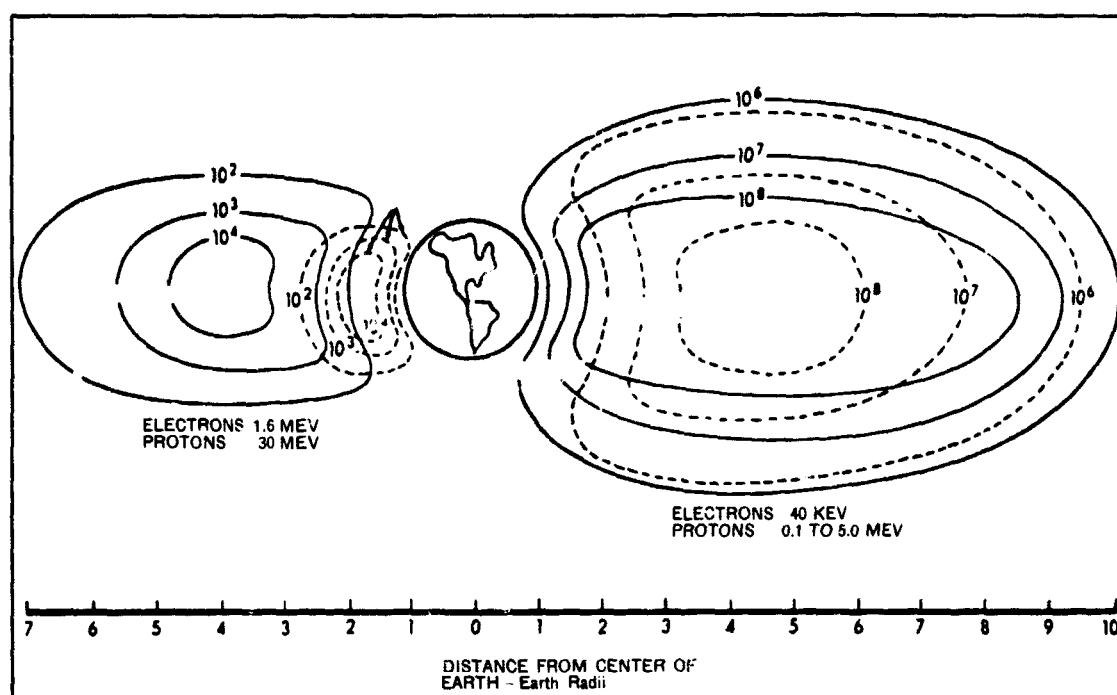 10⁶
10⁷
10⁸
10²
10³
10⁴
10²
10³
10⁸
10⁷
10⁶
ELECTRONS 1.6 MEV
PROTONS 30 MEV
ELECTRONS 40 KEV
PROTONS 0.1 TO 5.0 MEV
7 6 5 4 3 2 1 0 1 2 3 4 5 6 7 8 9 10
DISTANCE FROM CENTER OF
EARTH - Earth Radii